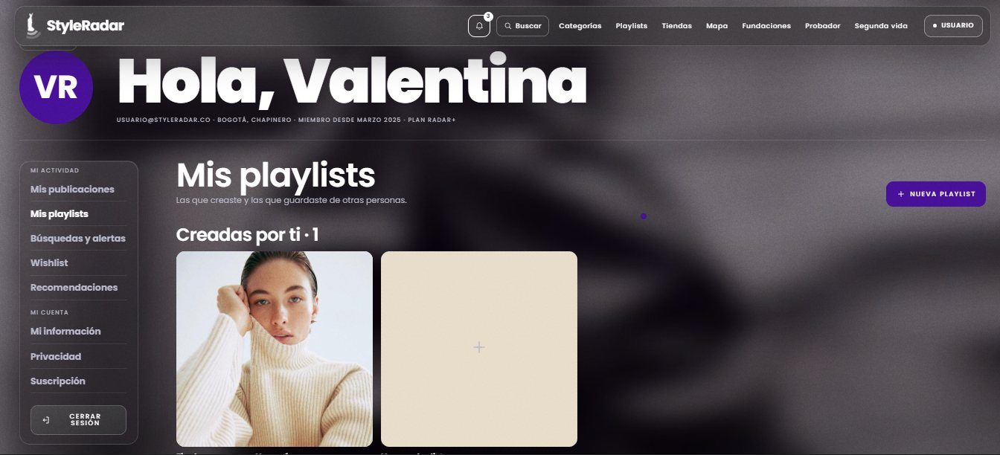 StyleRadar
3
Buscar
Categorías
Playlists
Tiendas
Mapa
Fundaciones
Probador
Segunda vida
USUARIO
VR
Hola, Valentina
USUARIO@STYLERADAR.CO · BOGOTÁ, CHAPINERO · MIEMBRO DESDE MARZO 2025 · PLAN RADAR+
MI ACTIVIDAD
Mis publicaciones
Mis playlists
Búsquedas y alertas
Wishlist
Recomendaciones
MI CUENTA
Mi información
Privacidad
Suscripción
CERRAR
SESIÓN
Mis playlists
Las que creaste y las que guardaste de otras personas.
+ NUEVA PLAYLIST
Creadas por ti · 1
+